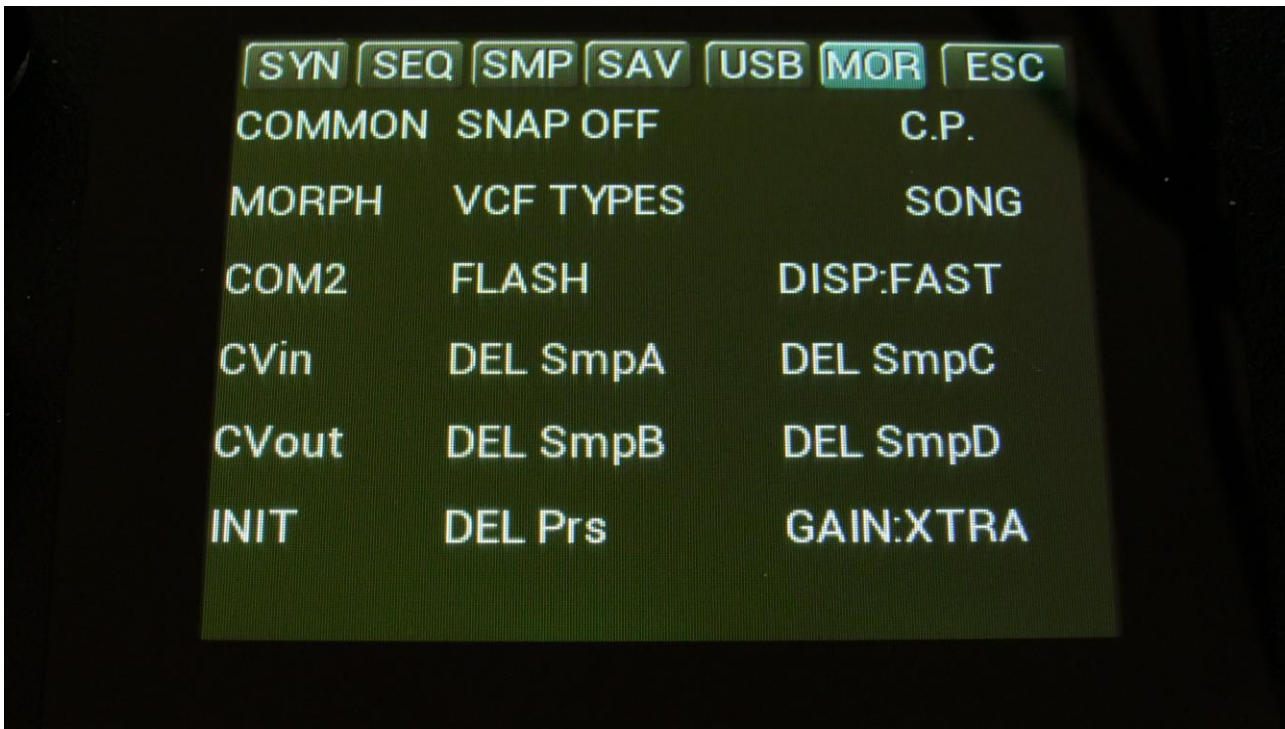 SYN SEQ SMP SAV USB MOR ESC
COMMON SNAP OFF C.P.
MORPH VCF TYPES SONG
COM2 FLASH DISP:FAST
CVin DEL SmpA DEL SmpC
CVout DEL SmpB DEL SmpD
INIT DEL Prs GAIN:XTRA